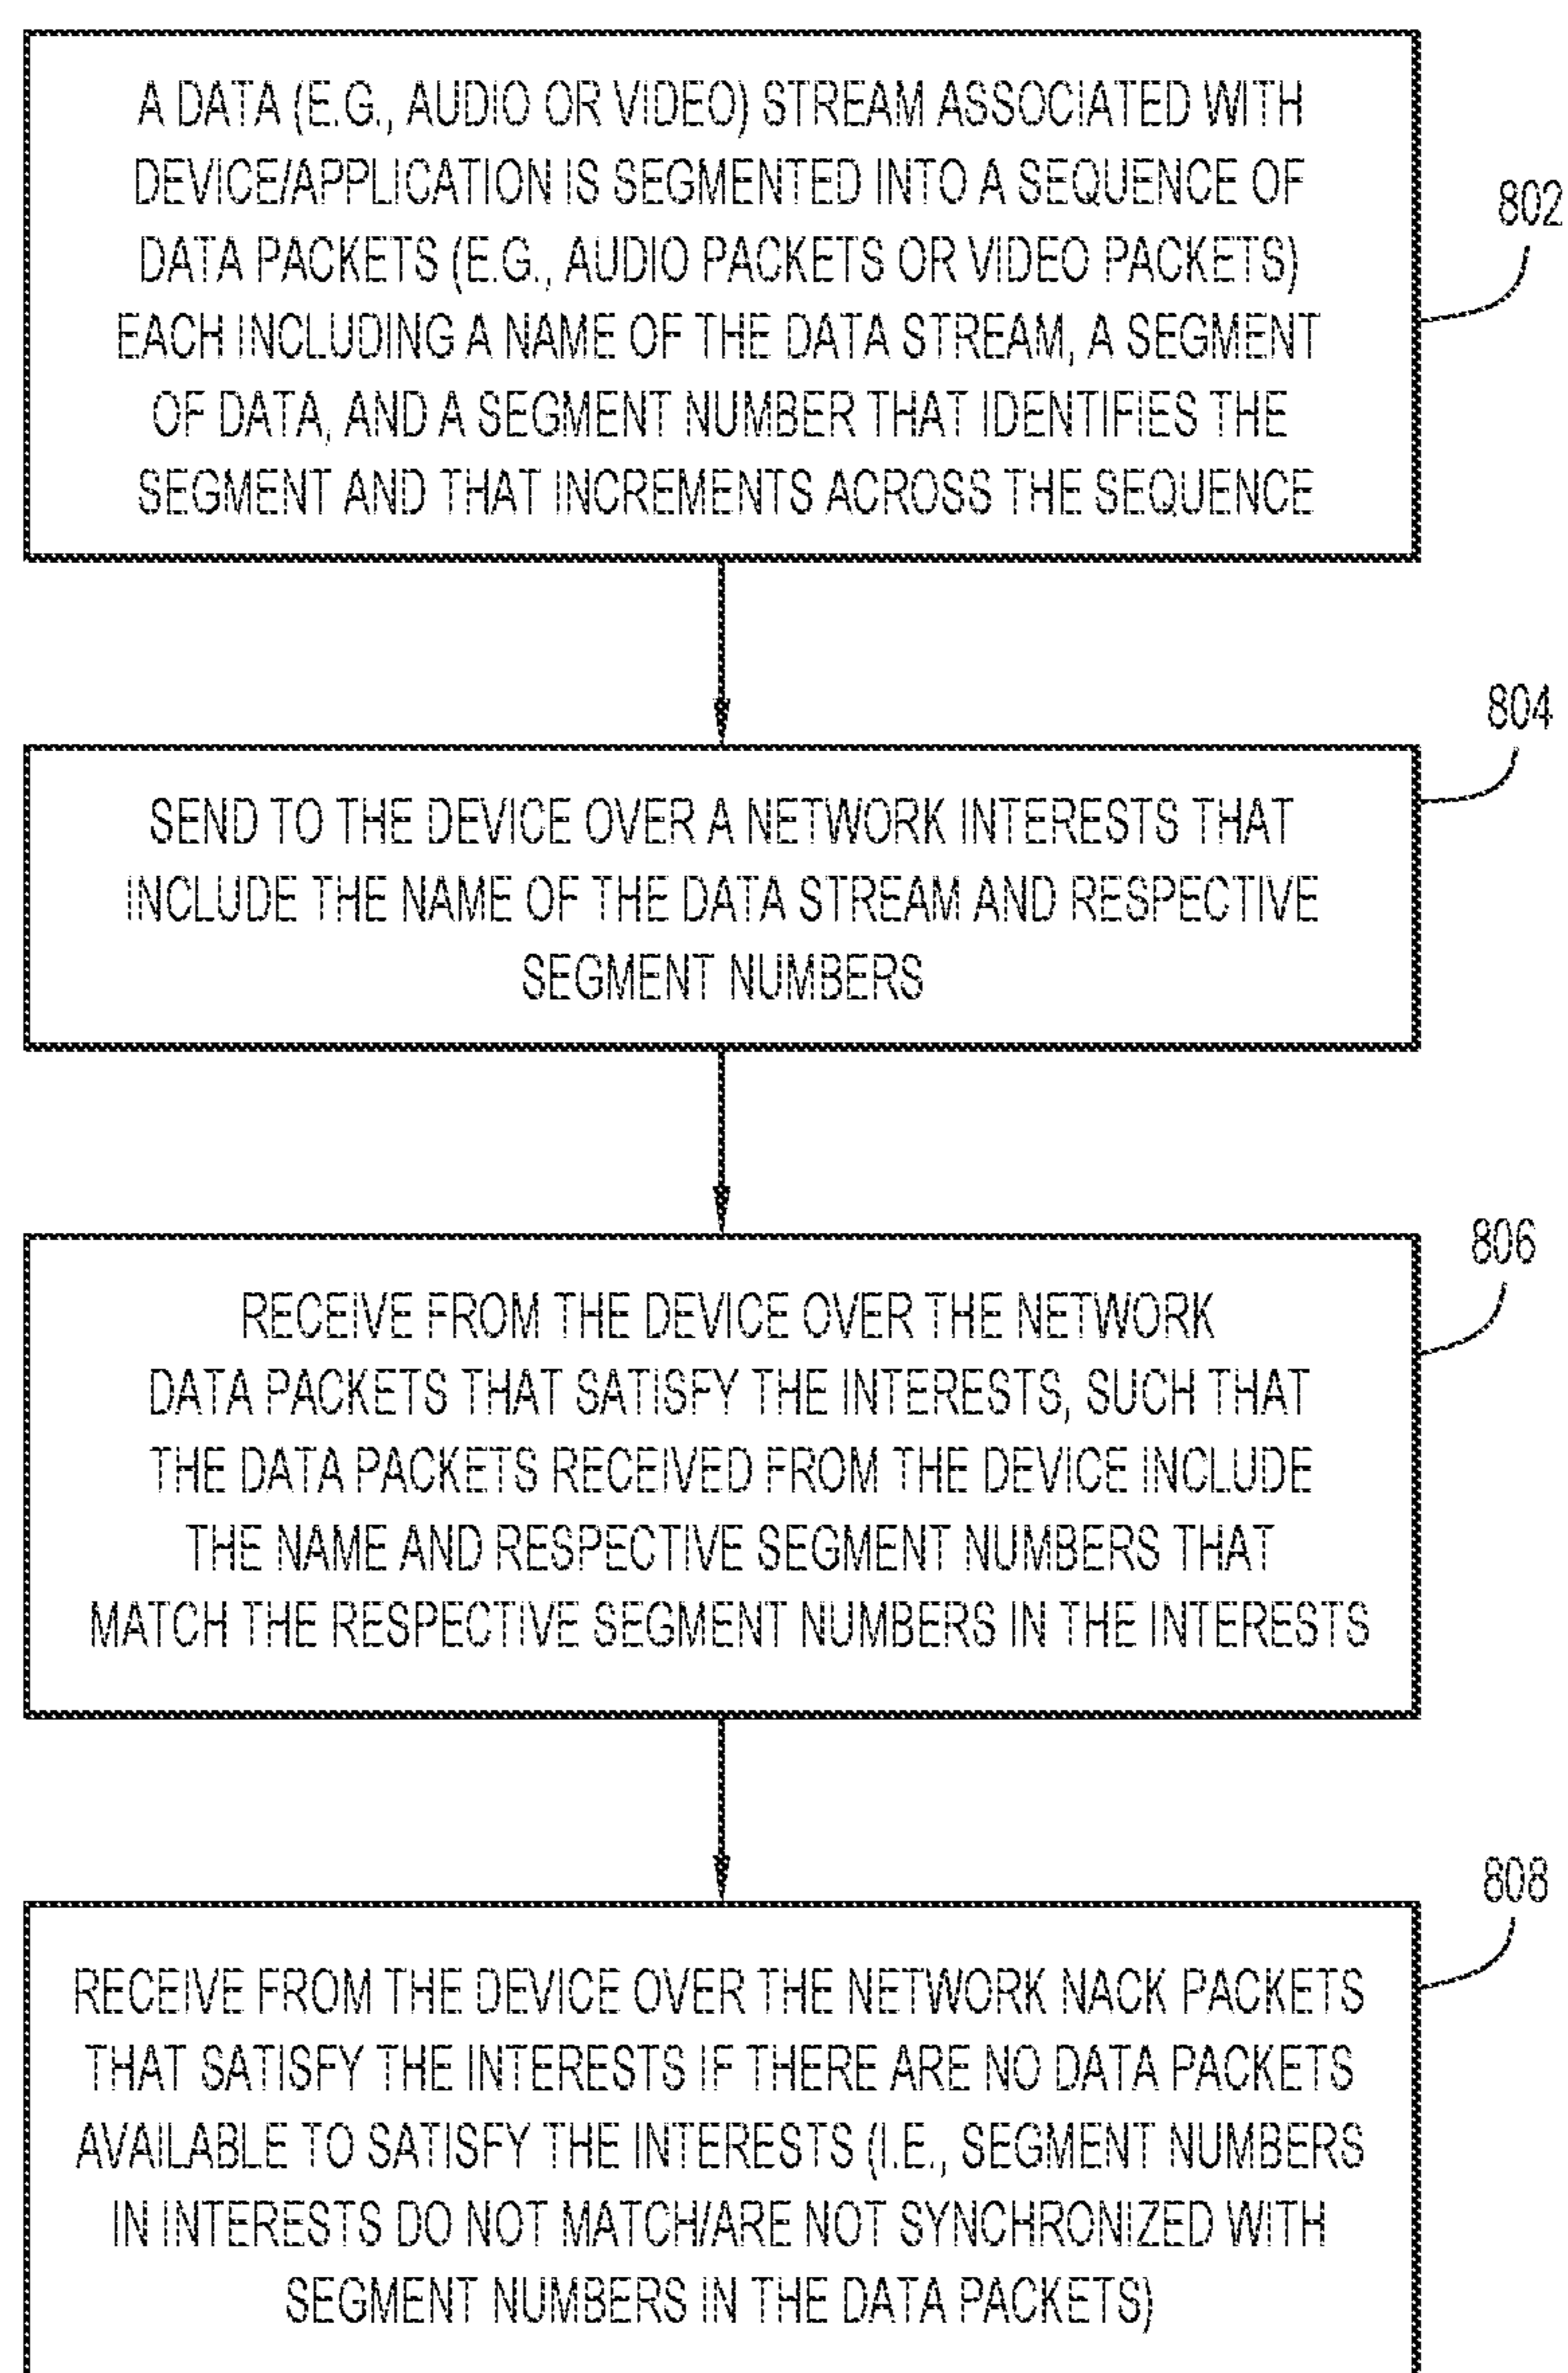 A DATA (E.G., AUDIO OR VIDEO) STREAM ASSOCIATED WITH
DEVICE/APPLICATION IS SEGMENTED INTO A SEQUENCE OF
DATA PACKETS (E.G., AUDIO PACKETS OR VIDEO PACKETS)
EACH INCLUDING A NAME OF THE DATA STREAM, A SEGMENT
OF DATA, AND A SEGMENT NUMBER THAT IDENTIFIES THE
SEGMENT AND THAT INCREMENTS ACROSS THE SEQUENCE
802
804
SEND TO THE DEVICE OVER A NETWORK INTERESTS THAT
INCLUDE THE NAME OF THE DATA STREAM AND RESPECTIVE
SEGMENT NUMBERS
806
RECEIVE FROM THE DEVICE OVER THE NETWORK
DATA PACKETS THAT SATISFY THE INTERESTS, SUCH THAT
THE DATA PACKETS RECEIVED FROM THE DEVICE INCLUDE
THE NAME AND RESPECTIVE SEGMENT NUMBERS THAT
MATCH THE RESPECTIVE SEGMENT NUMBERS IN THE INTERESTS
808
RECEIVE FROM THE DEVICE OVER THE NETWORK NACK PACKETS
THAT SATISFY THE INTERESTS IF THERE ARE NO DATA PACKETS
AVAILABLE TO SATISFY THE INTERESTS (I.E., SEGMENT NUMBERS
IN INTERESTS DO NOT MATCH/ARE NOT SYNCHRONIZED WITH
SEGMENT NUMBERS IN THE DATA PACKETS)